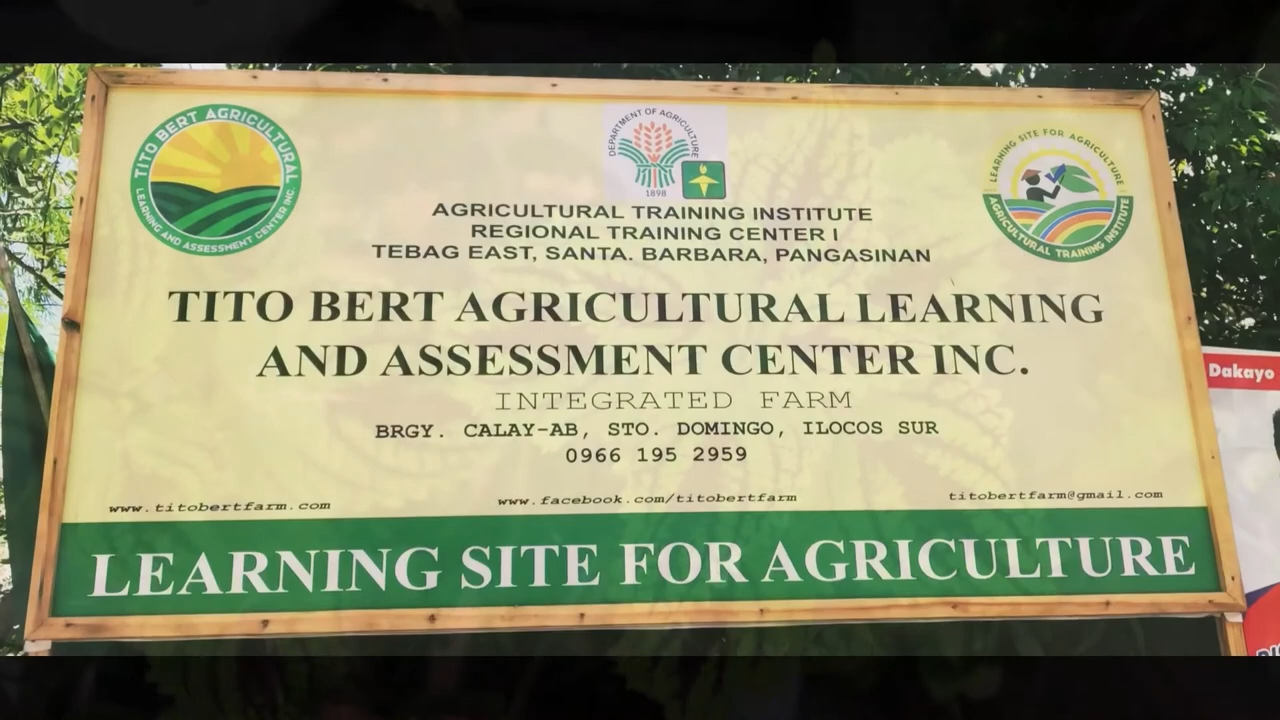 TITO BERT AGRICULTURAL
LEARNING AND ASSESSMENT CENTER INC.
DEPARTMENT OF AGRICULTURE
1898
LEARNING SITE FOR AGRICULTURE
AGRICULTURAL TRAINING INSTITUTE
AGRICULTURAL TRAINING INSTITUTE
REGIONAL TRAINING CENTER I
TEBAG EAST, SANTA. BARBARA, PANGASINAN
TITO BERT AGRICULTURAL LEARNING
AND ASSESSMENT CENTER INC.
INTEGRATED FARM
BRGY. CALAY-AB, STO. DOMINGO, ILOCOS SUR
0966 195 2959
www.titobertfarm.com
www.facebook.com/titobertfarm
titobertfarm@gmail.com
LEARNING SITE FOR AGRICULTURE
Dakayo